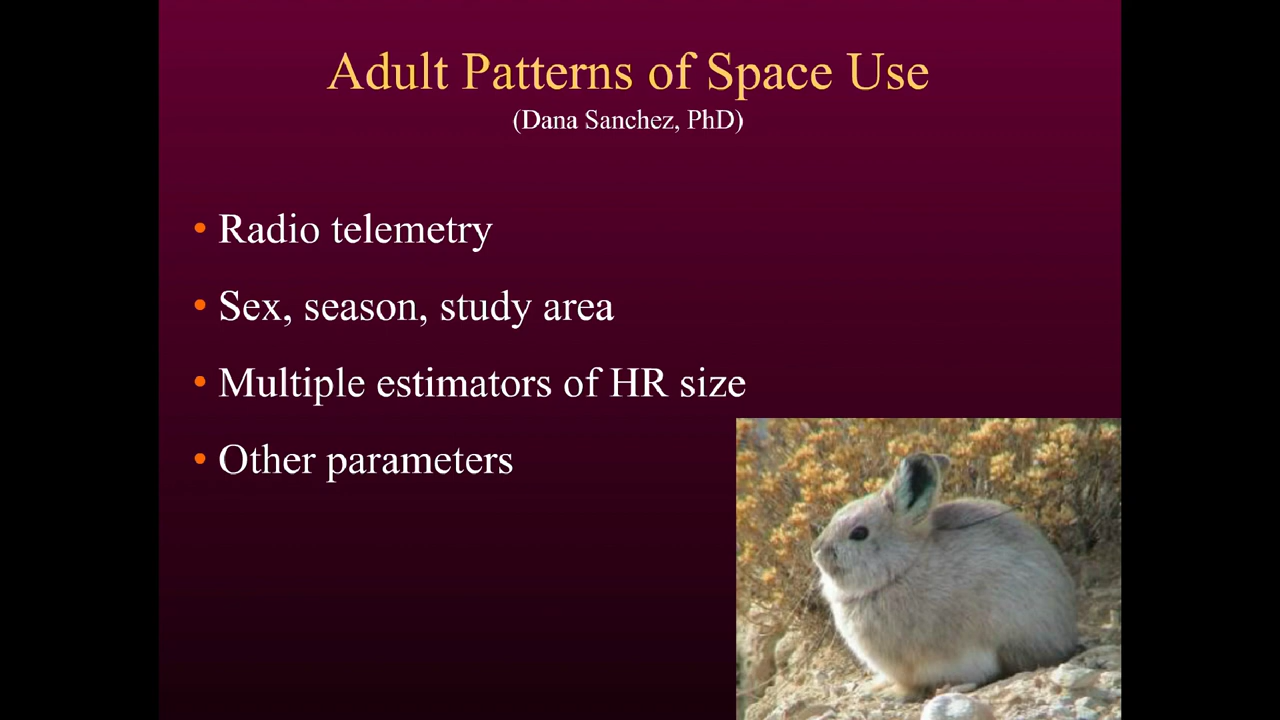 Adult Patterns of Space Use
(Dana Sanchez, PhD)
• Radio telemetry
• Sex, season, study area
• Multiple estimators of HR size
• Other parameters